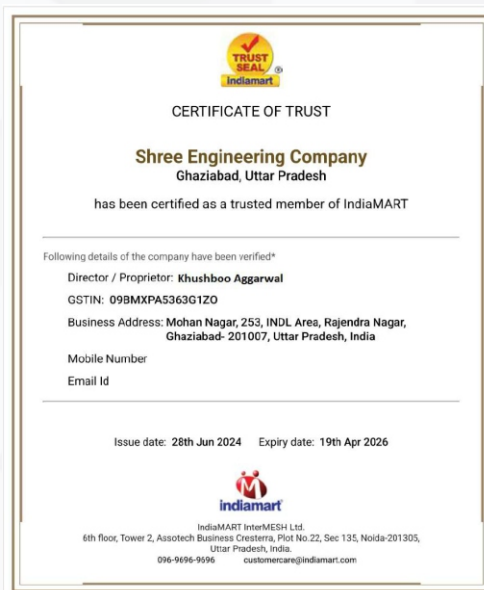 TRUST
SEAL
indiamart
®
CERTIFICATE OF TRUST
Shree Engineering Company
Ghaziabad, Uttar Pradesh
has been certified as a trusted member of IndiaMART
Following details of the company have been verified*
Director / Proprietor: Khushboo Aggarwal
GSTIN: 09BMXPA5363G1ZO
Business Address: Mohan Nagar, 253, INDL Area, Rajendra Nagar,
Ghaziabad- 201007, Uttar Pradesh, India
Mobile Number
Email Id
Issue date: 28th Jun 2024 Expiry date: 19th Apr 2026
indiamart
IndiaMART InterMESH Ltd.
6th floor, Tower 2, Assotech Business Cresterra, Plot No.22, Sec 135, Noida-201305,
Uttar Pradesh, India.
096-9696-9696 customercare@indiamart.com